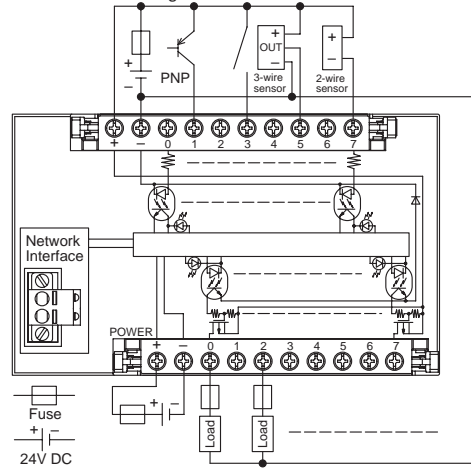 +
OUT
−
+
−
+
−
PNP
3-wire
sensor
2-wire
sensor
+ − 0 1 2 3 4 5 6 7
Network
Interface
POWER
+ − 0 1 2 3 4 5 6 7
Fuse
+ −
24V DC
+ −
Load
Load